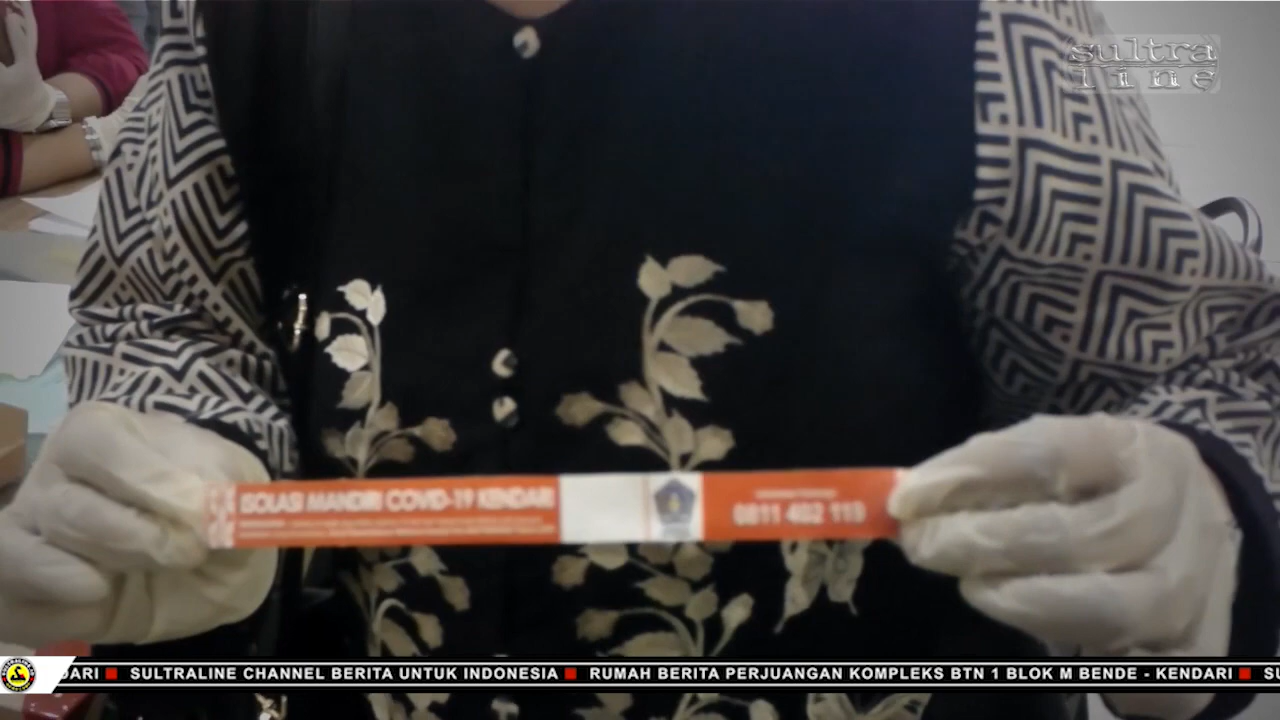 sultra
line
ISOLASI MANDIRI COVID-19 KENDARI
0811 402 119
DARI ■ SULTRALINE CHANNEL BERITA UNTUK INDONESIA ■ RUMAH BERITA PERJUANGAN KOMPLEKS BTN 1 BLOK M BENDE - KENDARI ■ SU